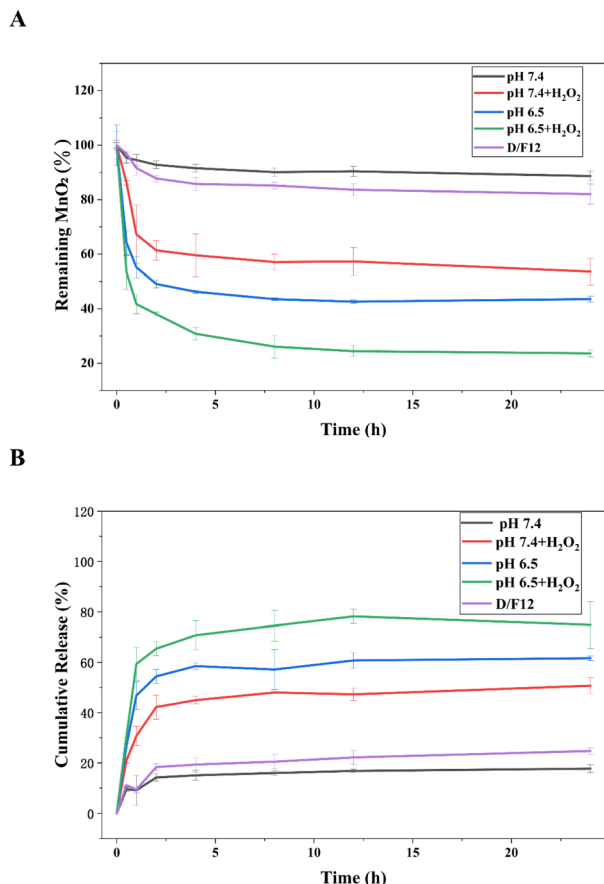 A
Remaining MnO₂ (%)
120
100
80
60
40
20
0
5
10
15
20
Time (h)
pH 7.4
pH 7.4+H₂O₂
pH 6.5
pH 6.5+H₂O₂
D/F12
B
Cumulative Release (%)
120
100
80
60
40
20
0
0
5
10
15
20
Time (h)
pH 7.4
pH 7.4+H₂O₂
pH 6.5
pH 6.5+H₂O₂
D/F12